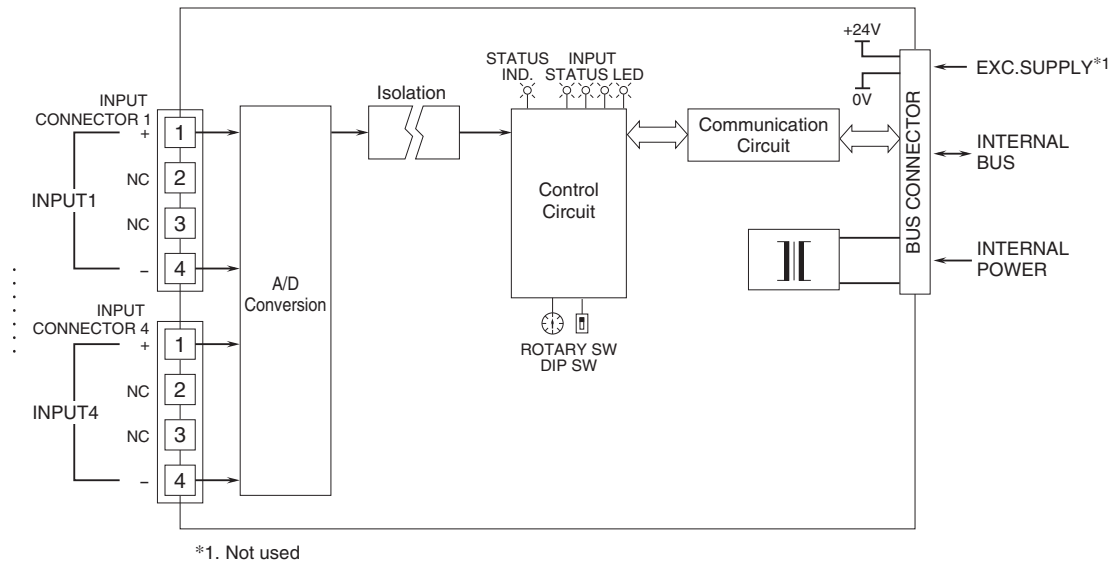 +24V
0V
EXC.SUPPLY*1
STATUS
IND.
INPUT
STATUS LED
Isolation
INPUT
CONNECTOR 1
+
1
NC
2
INPUT1
NC
3
−
4
A/D
Conversion
Control
Circuit
Communication
Circuit
BUS CONNECTOR
INTERNAL
BUS
INTERNAL
POWER
INPUT
CONNECTOR 4
+
1
NC
2
INPUT4
NC
3
−
4
ROTARY SW
DIP SW
*1. Not used